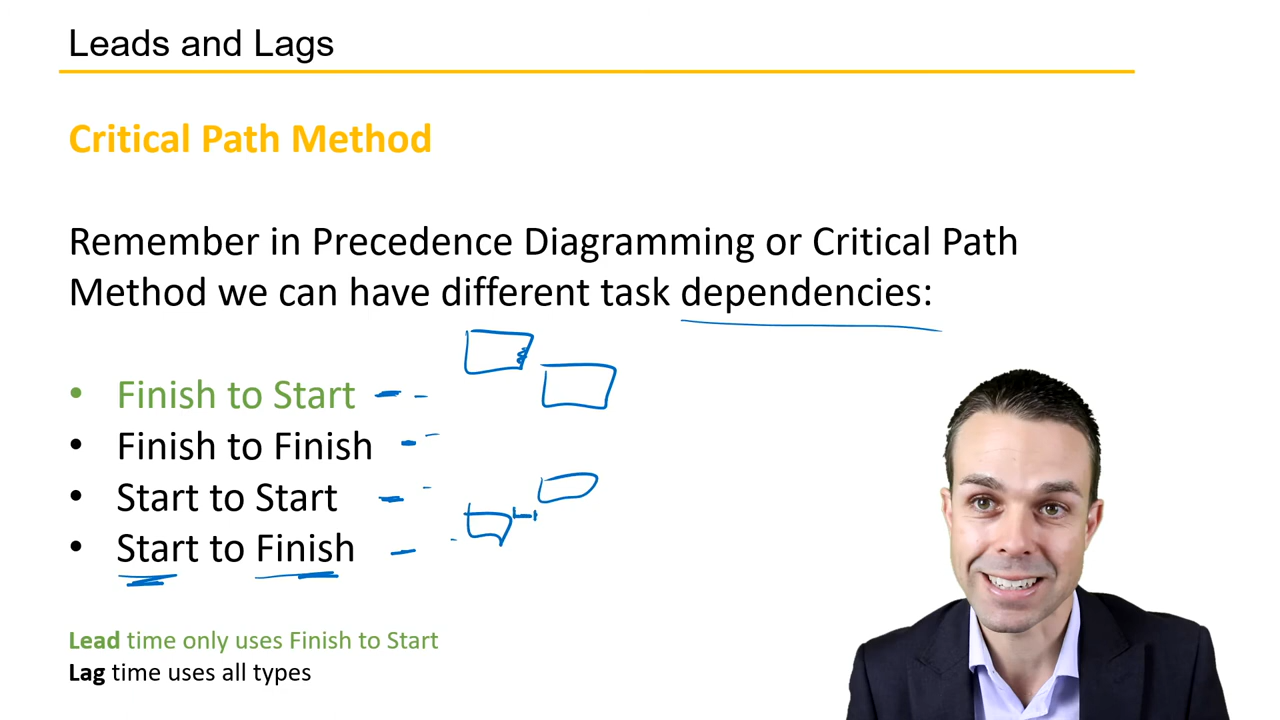 Leads and Lags
Critical Path Method
Remember in Precedence Diagramming or Critical Path
Method we can have different task dependencies:
• Finish to Start
• Finish to Finish
• Start to Start
• Start to Finish
Lead time only uses Finish to Start
Lag time uses all types